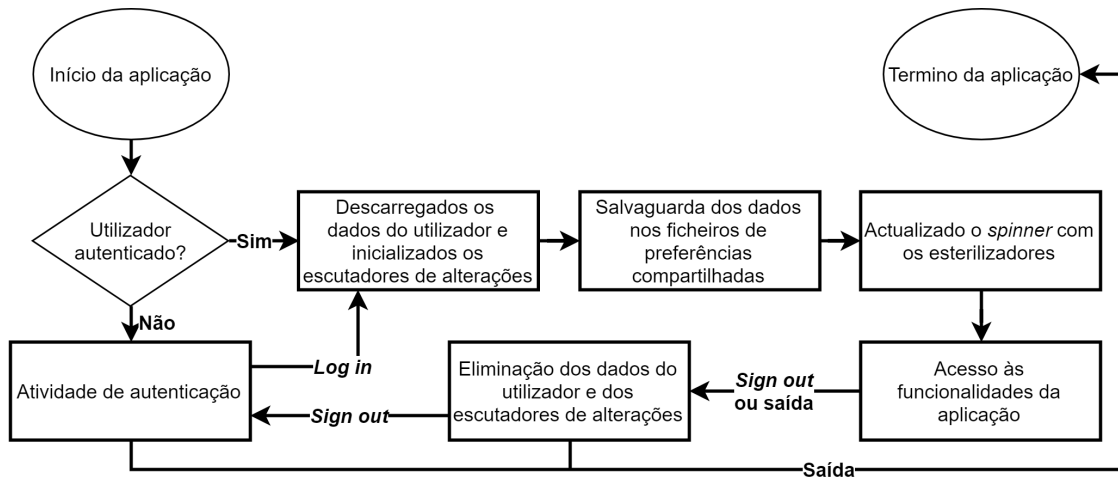 Início da aplicação
Termino da aplicação
Utilizador
autenticado?
Sim
Descarregados os
dados do utilizador e
inicializados os
escutadores de alterações
Salvaguarda dos dados
nos ficheiros de
preferências
compartilhadas
Actualizado o spinner com
os esterilizadores
Não
Atividade de autenticação
Log in
Sign out
Eliminação dos dados do
utilizador e dos
escutadores de alterações
Sign out
ou saída
Acesso às
funcionalidades da
aplicação
Saída